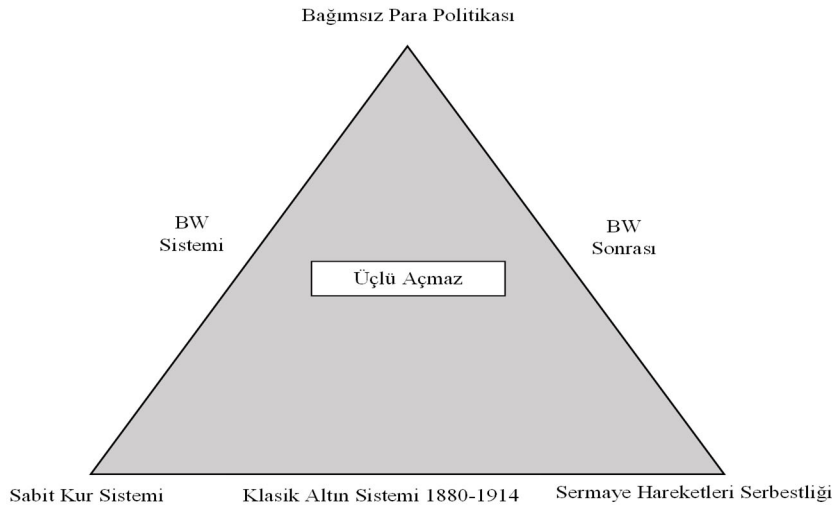 Bağımsız Para Politikası
BW
Sistemi
BW
Sonrası
Üçlü Açmaz
Sabit Kur Sistemi
Klasik Altın Sistemi 1880-1914
Sermaye Hareketleri Serbestliği